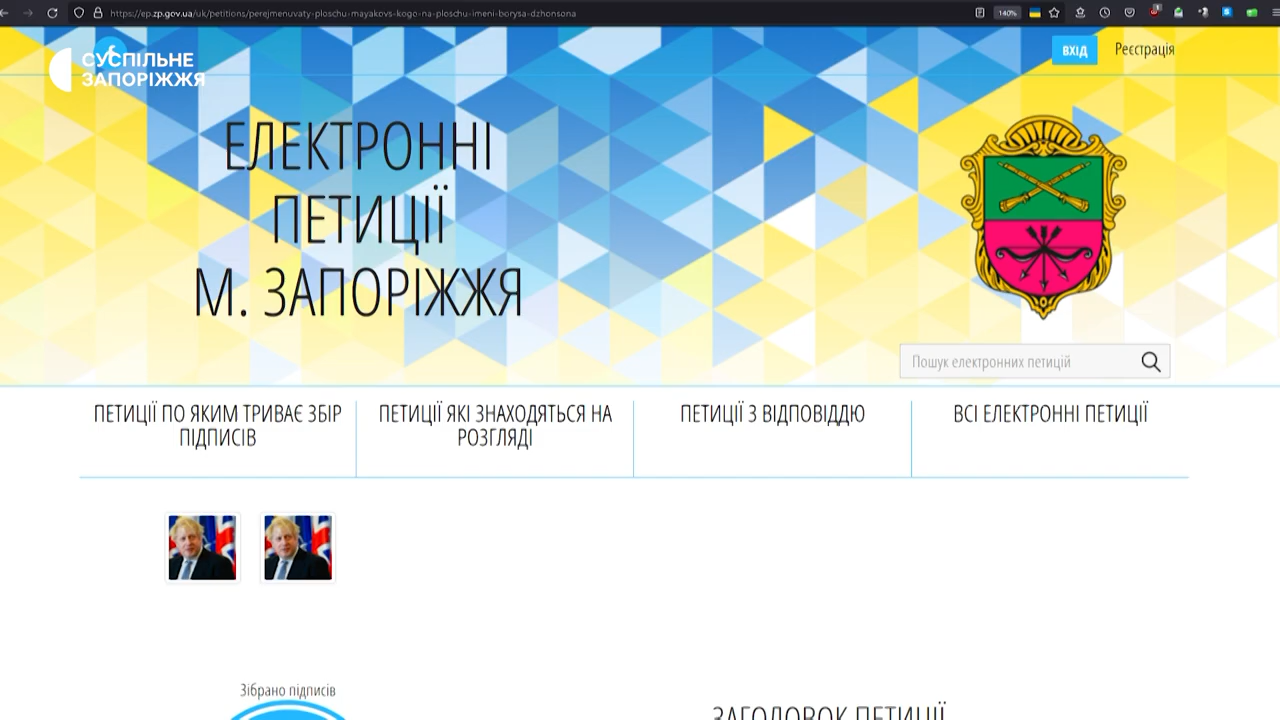 https://ep.zp.gov.ua/uk/petitions/perejmenuvaty-ploschu-mayakovs-kogo-na-ploschu-imeni-borysa-dzhonsona
140%
СУСПІЛЬНЕ
ЗАПОРІЖЖЯ
ВХІД
Реєстрація
ЕЛЕКТРОННІ
ПЕТИЦІЇ
М. ЗАПОРІЖЖЯ
Пошук електронних петицій
ПЕТИЦІЇ ПО ЯКИМ ТРИВАЄ ЗБІР
ПІДПИСІВ
ПЕТИЦІЇ ЯКІ ЗНАХОДЯТЬСЯ НА
РОЗГЛЯДІ
ПЕТИЦІЇ З ВІДПОВІДДЮ
ВСІ ЕЛЕКТРОННІ ПЕТИЦІЇ
Зібрано підписів
ЗАГОЛОВОК ПЕТИЦІЇ